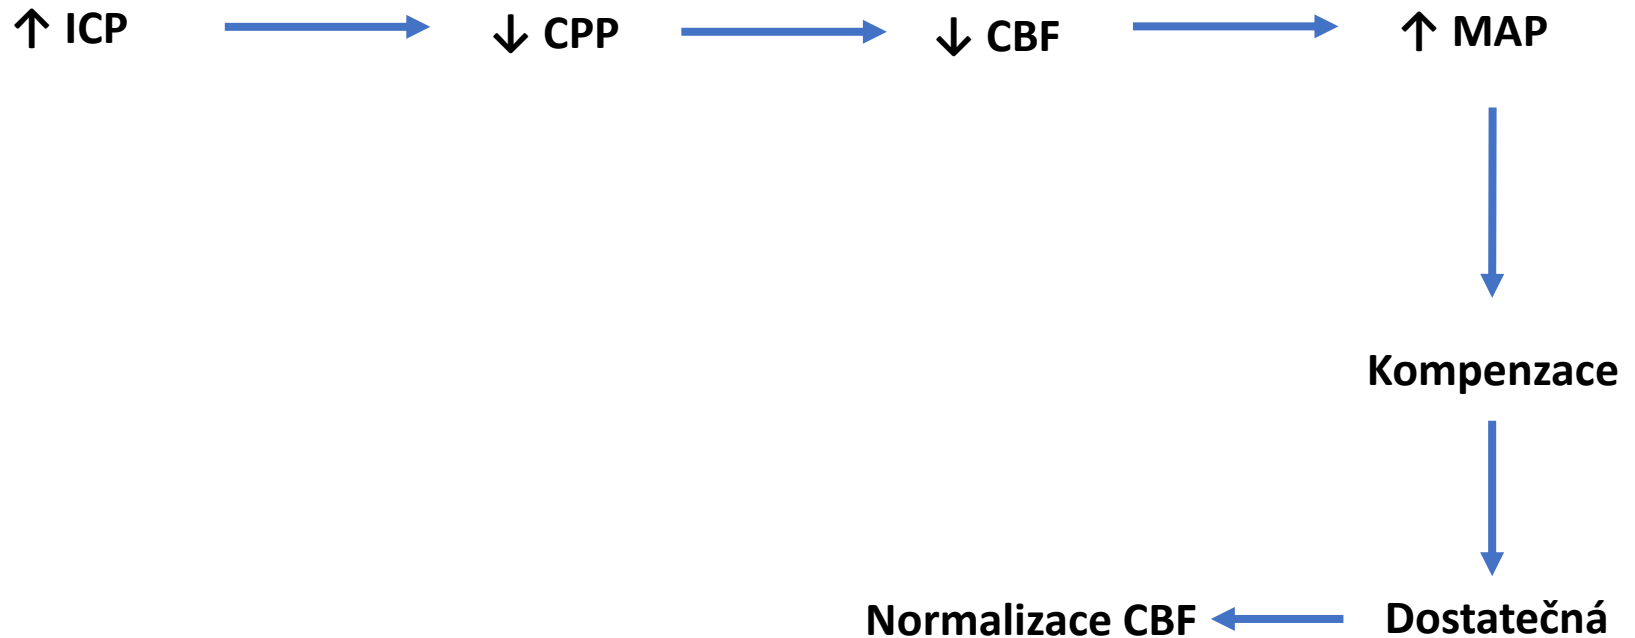 ↑ ICP
↓ CPP
↓ CBF
↑ MAP
Kompenzace
Normalizace CBF
Dostatečná